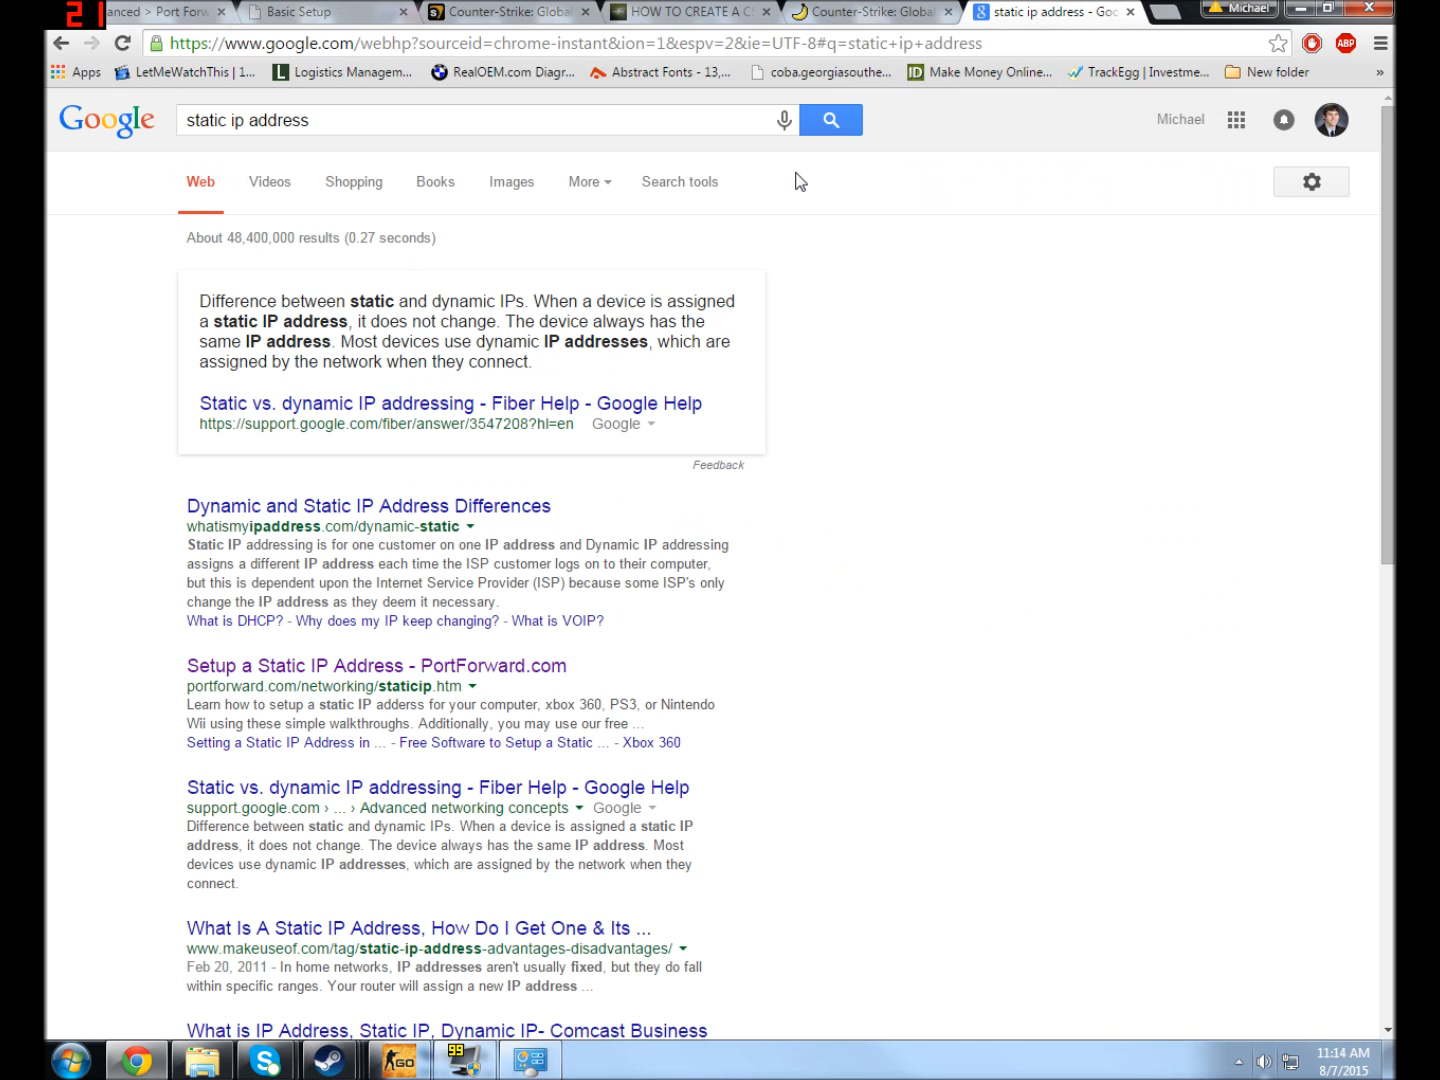 21
anced > Port Forw
Basic Setup
Counter-Strike: Global
HOW TO CREATE A C
Counter-Strike: Global
static ip address - Goo
Michael
https://www.google.com/webhp?sourceid=chrome-instant&ion=1&espv=2&ie=UTF-8#q=static+ip+address
ABP
Apps
LetMeWatchThis | 1...
Logistics Managem...
RealOEM.com Diagr...
Abstract Fonts - 13,...
coba.georgiasouthe...
Make Money Online...
TrackEgg | Investme...
New folder
»
Google
static ip address
Michael
Web
Videos
Shopping
Books
Images
More
Search tools
About 48,400,000 results (0.27 seconds)
Difference between static and dynamic IPs. When a device is assigned
a static IP address, it does not change. The device always has the
same IP address. Most devices use dynamic IP addresses, which are
assigned by the network when they connect.
Static vs. dynamic IP addressing - Fiber Help - Google Help
https://support.google.com/fiber/answer/3547208?hl=en Google
Feedback
Dynamic and Static IP Address Differences
whatismyipaddress.com/dynamic-static
Static IP addressing is for one customer on one IP address and Dynamic IP addressing
assigns a different IP address each time the ISP customer logs on to their computer,
but this is dependent upon the Internet Service Provider (ISP) because some ISP's only
change the IP address as they deem it necessary.
What is DHCP? - Why does my IP keep changing? - What is VOIP?
Setup a Static IP Address - PortForward.com
portforward.com/networking/staticip.htm
Learn how to setup a static IP adderss for your computer, xbox 360, PS3, or Nintendo
Wii using these simple walkthroughs. Additionally, you may use our free ...
Setting a Static IP Address in ... - Free Software to Setup a Static ... - Xbox 360
Static vs. dynamic IP addressing - Fiber Help - Google Help
support.google.com › ... › Advanced networking concepts Google
Difference between static and dynamic IPs. When a device is assigned a static IP
address, it does not change. The device always has the same IP address. Most
devices use dynamic IP addresses, which are assigned by the network when they
connect.
What Is A Static IP Address, How Do I Get One & Its ...
www.makeuseof.com/tag/static-ip-address-advantages-disadvantages/
Feb 20, 2011 - In home networks, IP addresses aren't usually fixed, but they do fall
within specific ranges. Your router will assign a new IP address ...
What is IP Address, Static IP, Dynamic IP- Comcast Business
GO
99
11:14 AM
8/7/2015